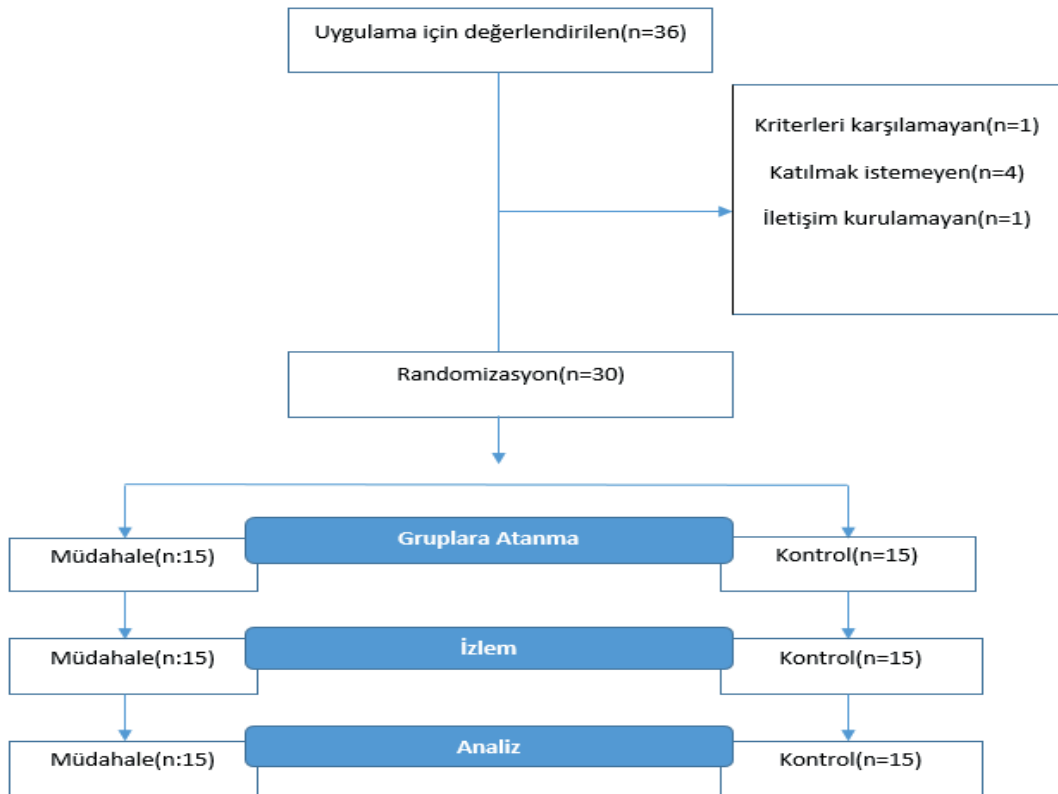 Uygulama için değerlendirilen(n=36)
Kriterleri karşılamayan(n=1)
Katılmak istemeyen(n=4)
İletişim kurulamayan(n=1)
Randomizasyon(n=30)
Gruplara Atanma
Müdahale(n:15)
Kontrol(n=15)
İzlem
Müdahale(n:15)
Kontrol(n=15)
Analiz
Müdahale(n:15)
Kontrol(n=15)